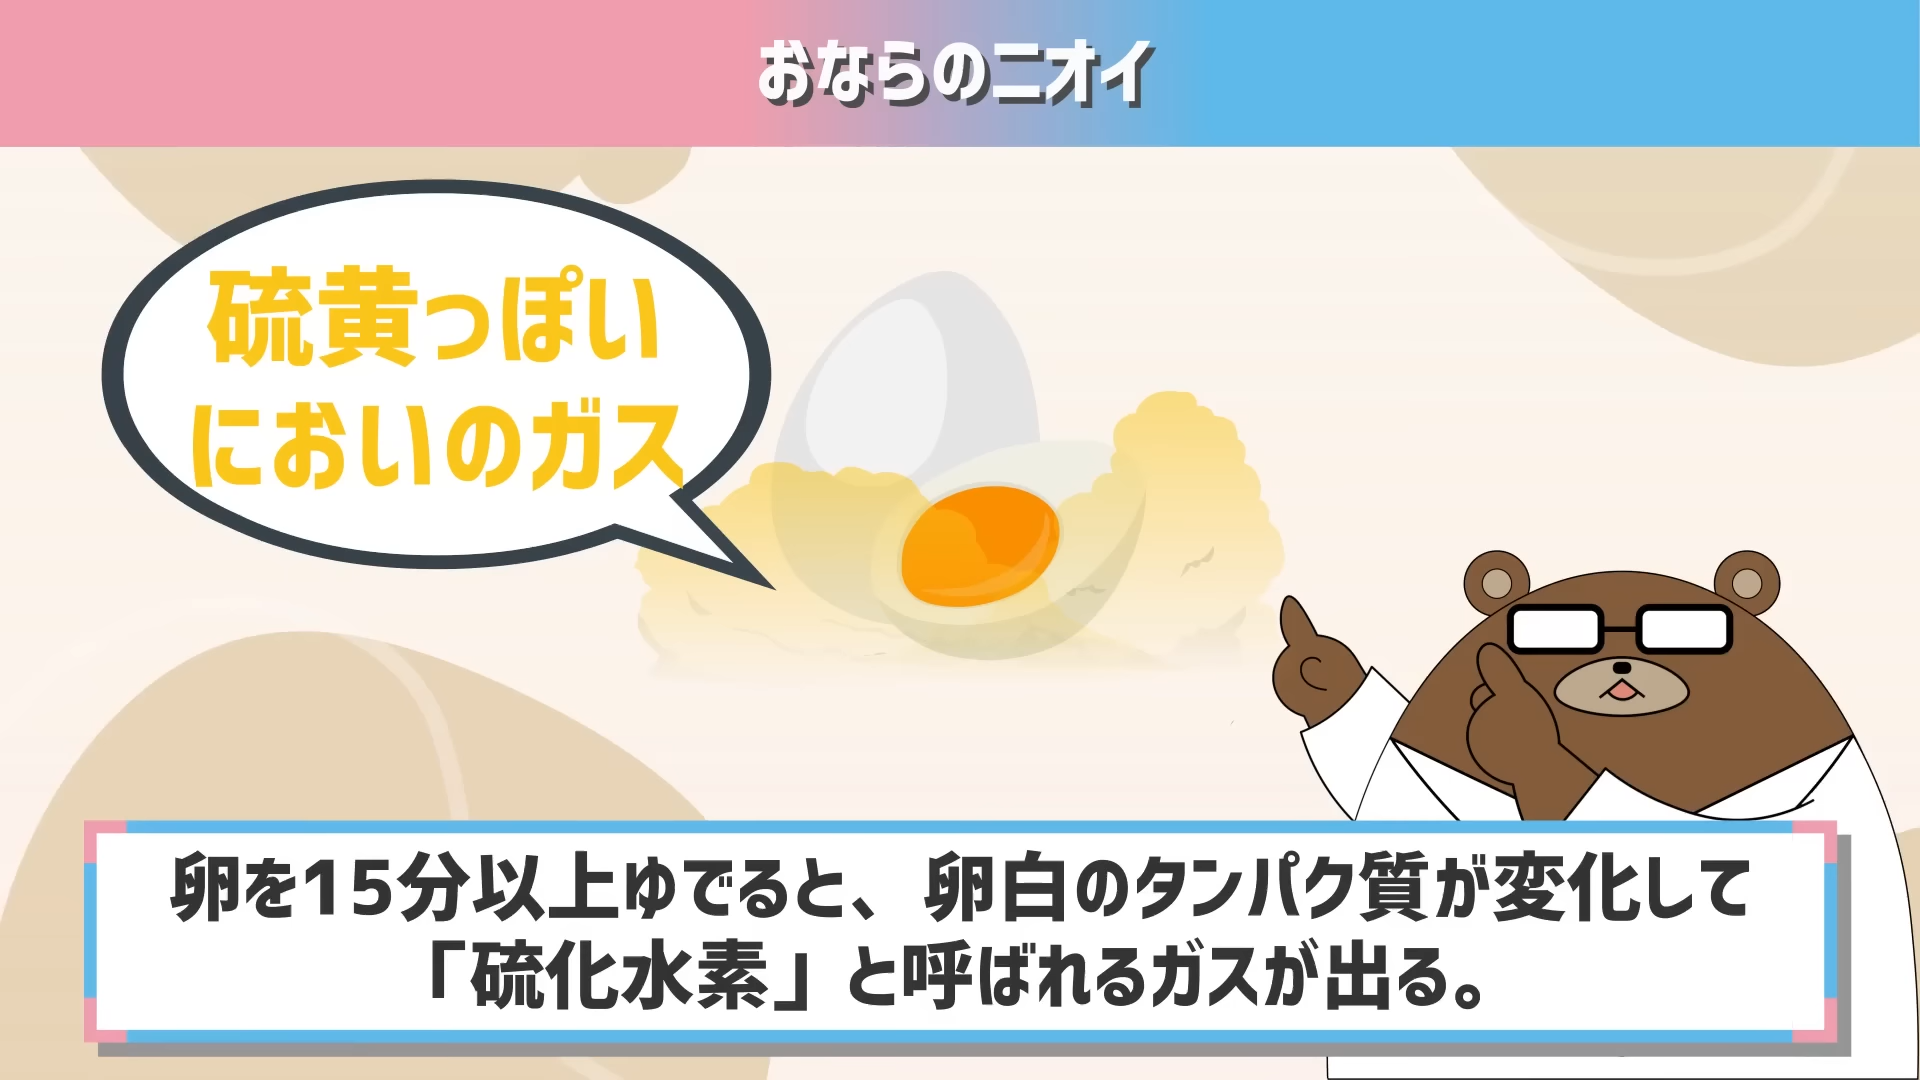 おならのニオイ
硫黄っぽい
においのガス
卵を15分以上ゆでると、卵白のタンパク質が変化して
「硫化水素」と呼ばれるガスが出る。